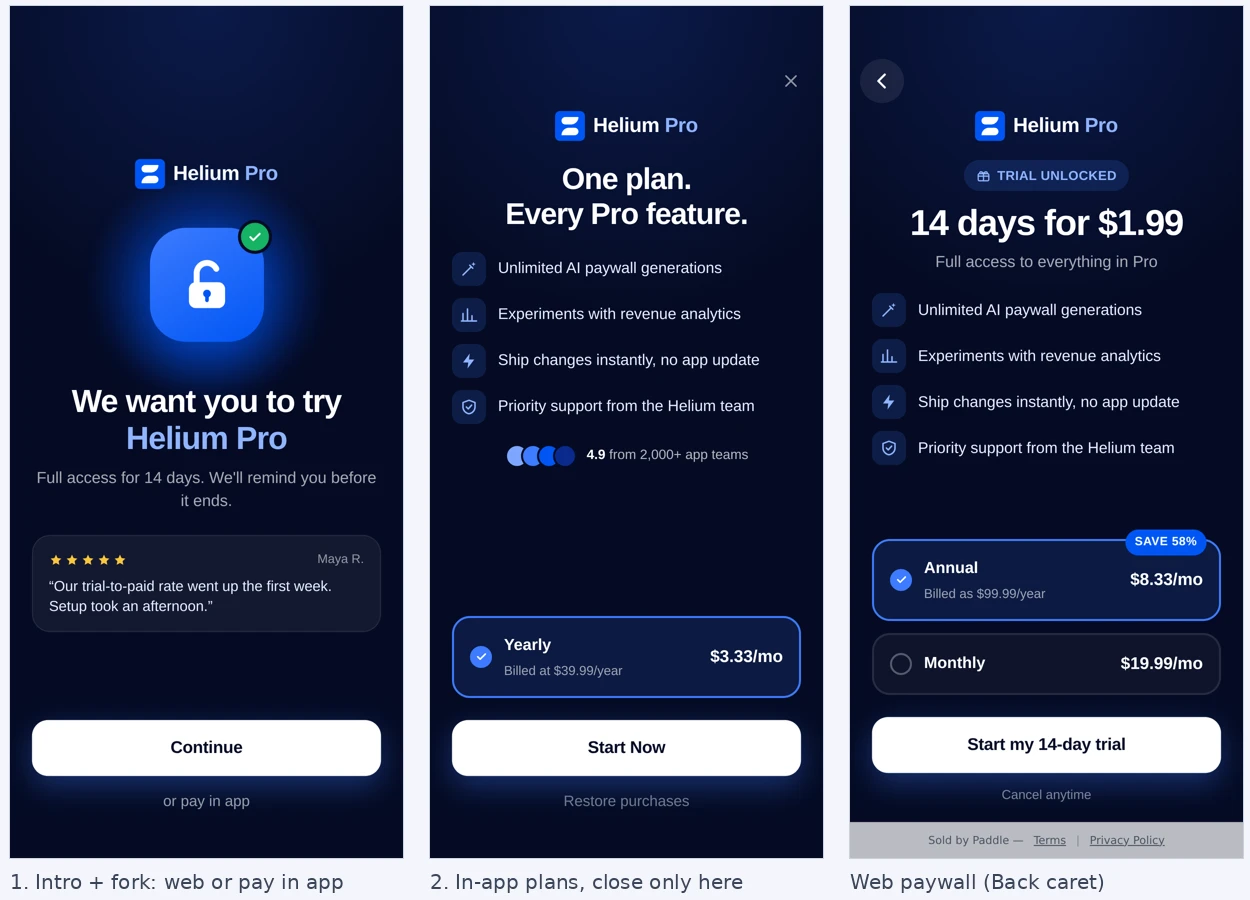 Helium Pro
We want you to try
Helium Pro
Full access for 14 days. We'll remind you before
it ends.
Maya R.
“Our trial-to-paid rate went up the first week.
Setup took an afternoon.”
Continue
or pay in app
1. Intro + fork: web or pay in app
Helium Pro
One plan.
Every Pro feature.
Unlimited AI paywall generations
Experiments with revenue analytics
Ship changes instantly, no app update
Priority support from the Helium team
4.9 from 2,000+ app teams
Yearly
Billed at $39.99/year
$3.33/mo
Start Now
Restore purchases
2. In-app plans, close only here
Helium Pro
TRIAL UNLOCKED
14 days for $1.99
Full access to everything in Pro
Unlimited AI paywall generations
Experiments with revenue analytics
Ship changes instantly, no app update
Priority support from the Helium team
SAVE 58%
Annual
Billed as $99.99/year
$8.33/mo
Monthly
$19.99/mo
Start my 14-day trial
Cancel anytime
Sold by Paddle — Terms | Privacy Policy
Web paywall (Back caret)